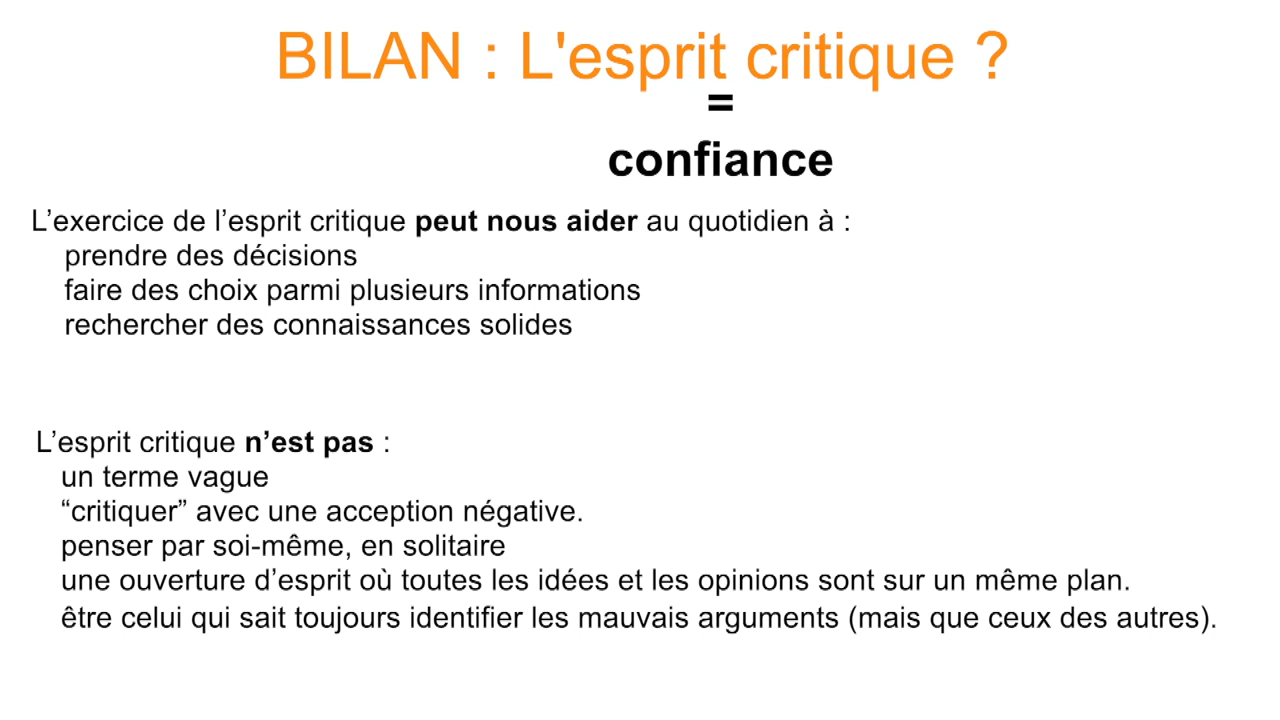 BILAN : L'esprit critique ?
=
confiance
L’exercice de l’esprit critique peut nous aider au quotidien à :
prendre des décisions
faire des choix parmi plusieurs informations
rechercher des connaissances solides
L’esprit critique n’est pas :
un terme vague
“critiquer” avec une acception négative.
penser par soi-même, en solitaire
une ouverture d’esprit où toutes les idées et les opinions sont sur un même plan.
être celui qui sait toujours identifier les mauvais arguments (mais que ceux des autres).